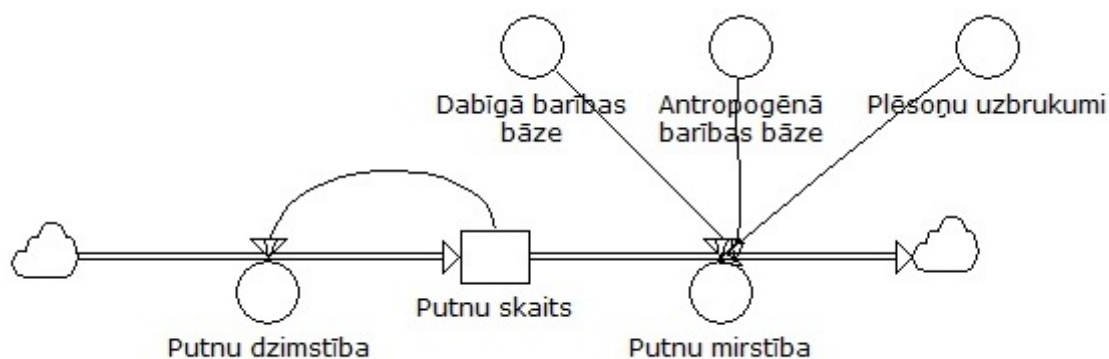 Dabīgā barības
bāze
Antropogēnā
barības bāze
Plēsoņu uzbrukumi
Putnu skaits
Putnu dzimstība
Putnu mirstība